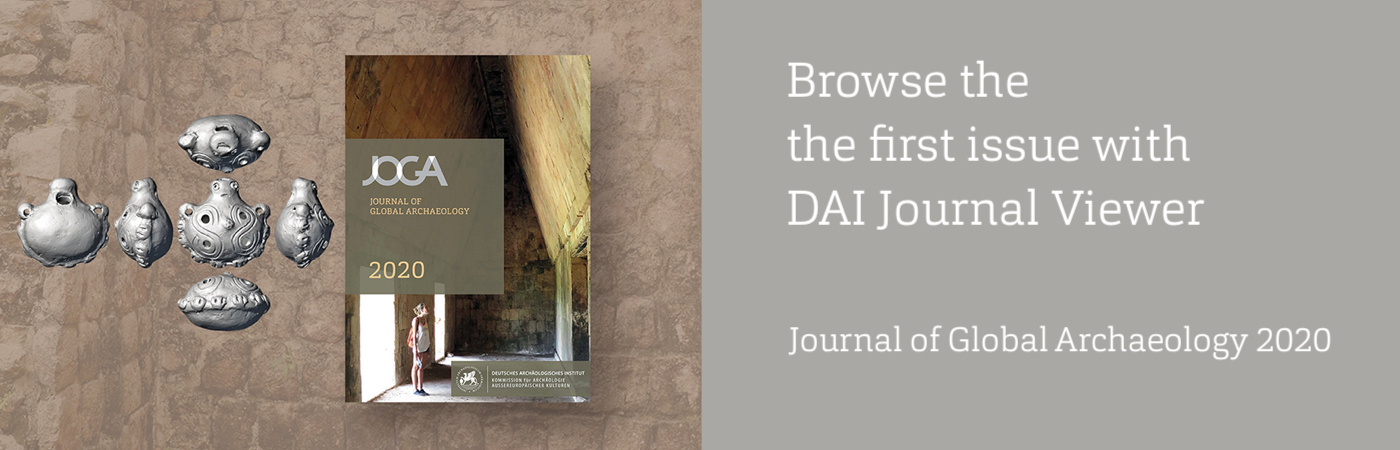 JOGA
JOURNAL OF
GLOBAL ARCHAEOLOGY
2020
DEUTSCHES ARCHÄOLOGISCHES INSTITUT
KOMMISSION FÜR ARCHÄOLOGIE
AUSSEREUROPÄISCHER KULTUREN
Browse the
the first issue with
DAI Journal Viewer
Journal of Global Archaeology 2020